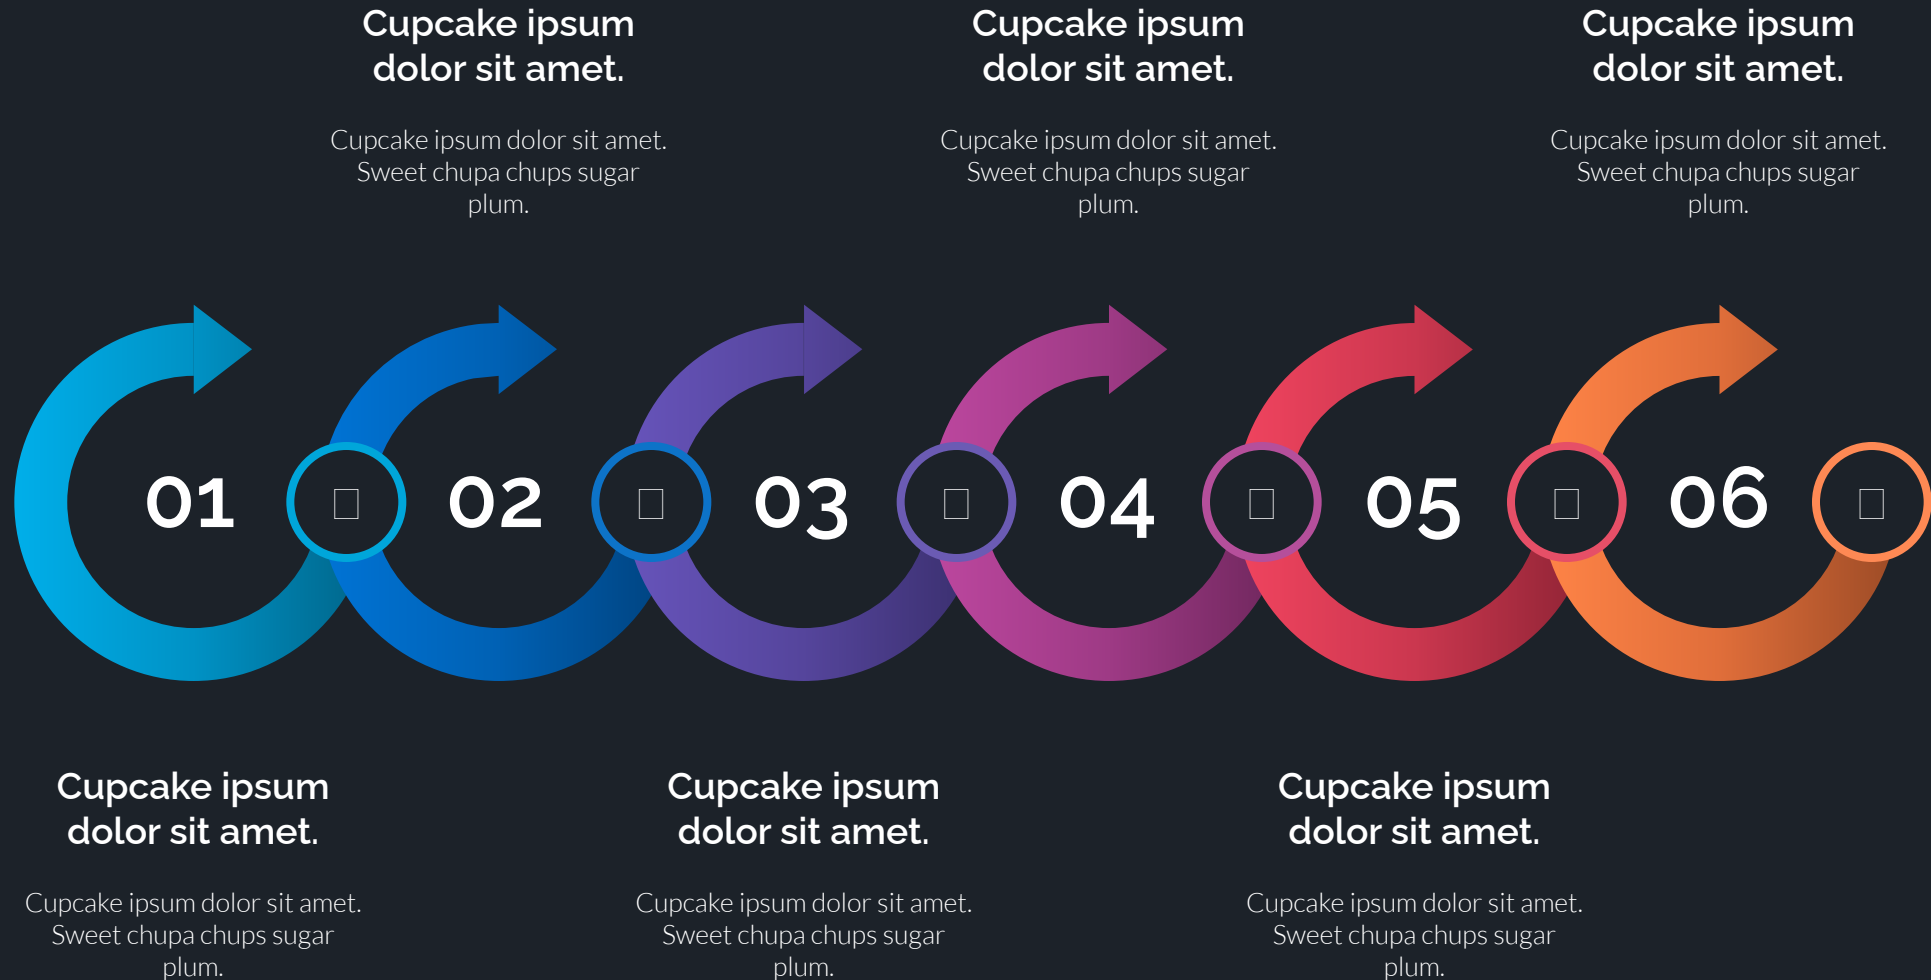 Cupcake ipsum
dolor sit amet.
Cupcake ipsum dolor sit amet.
Sweet chupa chups sugar
plum.
Cupcake ipsum
dolor sit amet.
Cupcake ipsum dolor sit amet.
Sweet chupa chups sugar
plum.
Cupcake ipsum
dolor sit amet.
Cupcake ipsum dolor sit amet.
Sweet chupa chups sugar
plum.
01
02
03
04
05
06
Cupcake ipsum
dolor sit amet.
Cupcake ipsum dolor sit amet.
Sweet chupa chups sugar
plum.
Cupcake ipsum
dolor sit amet.
Cupcake ipsum dolor sit amet.
Sweet chupa chups sugar
plum.
Cupcake ipsum
dolor sit amet.
Cupcake ipsum dolor sit amet.
Sweet chupa chups sugar
plum.